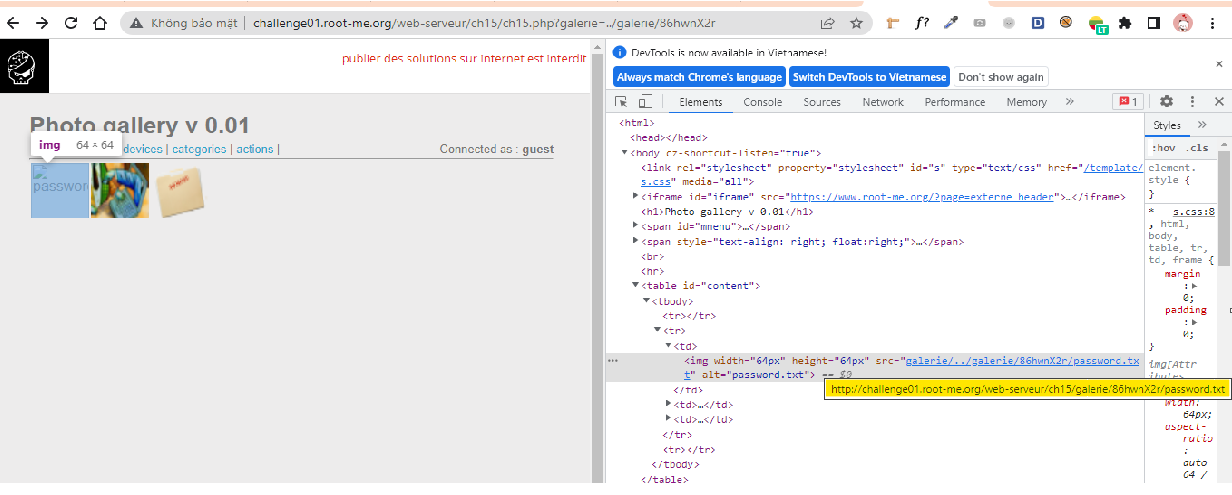 Không bảo mật | challenge01.root-me.org/web-serveur/ch15/ch15.php?galerie=../galerie/86hwnX2r
f?
D
LT
publier des solutions sur internet est interdit
Photo gallery v 0.01
img 64 × 64
devices | categories | actions |
Connected as : guest
password
DevTools is now available in Vietnamese!
Always match Chrome's language
Switch DevTools to Vietnamese
Don't show again
Elements Console Sources Network Performance Memory » 1
<html>
<head></head>
<body cz-shortcut-listen="true">
<link rel="stylesheet" property="stylesheet" id="s" type="text/css" href="/template/
s.css" media="all">
<iframe id="iframe" src="https://www.root-me.org/?page=externe_header">…</iframe>
<h1>Photo gallery v 0.01</h1>
<span id="mmenu">…</span>
<span style="text-align: right; float:right;">…</span>
<br>
<hr>
<table id="content">
<tbody>
<tr></tr>
<tr>
<td>
<img width="64px" height="64px" src="galerie/../galerie/86hwnX2r/password.tx
t" alt="password.txt"> == $0
http://challenge01.root-me.org/web-serveur/ch15/galerie/86hwnX2r/password.txt
</td>
<td>…</td>
<td>…</td>
</tr>
<tr></tr>
</tbody>
</table>
Styles »
:hov .cls
element.
style {
}
* s.css:8
, html,
body,
table, tr,
td, frame {
margin
:
0;
padding
:
0;
}
img[Attr
ibutes
width:
64px;
aspect-
ratio
:
auto
64 /